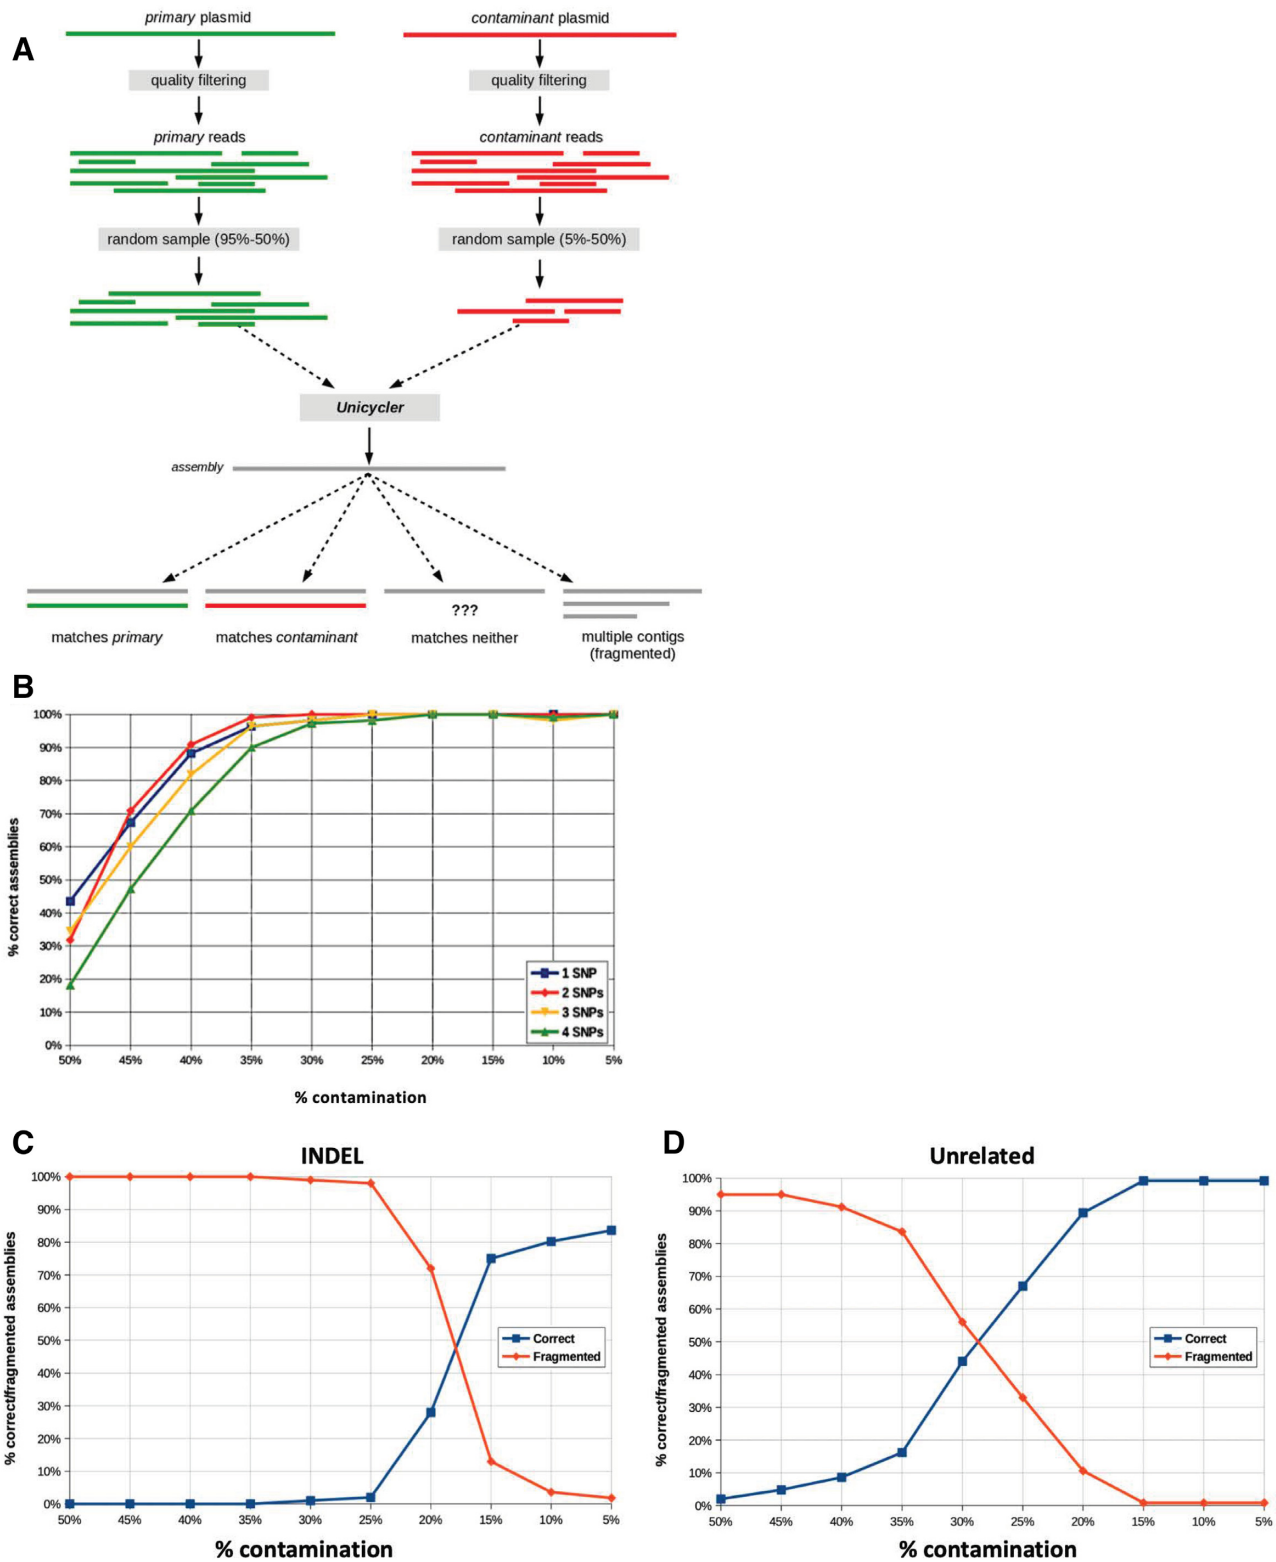 A
primary plasmid
contaminant plasmid
quality filtering
quality filtering
primary reads
contaminant reads
random sample (95%-50%)
random sample (5%-50%)
Unicycler
assembly
???
matches primary
matches contaminant
matches neither
multiple contigs
(fragmented)
B
% correct assemblies
100%
90%
80%
70%
60%
50%
40%
30%
20%
10%
0%
1 SNP
2 SNPs
3 SNPs
4 SNPs
50% 45% 40% 35% 30% 25% 20% 15% 10% 5%
% contamination
C
INDEL
% correct/fragmented assemblies
100%
90%
80%
70%
60%
50%
40%
30%
20%
10%
0%
Correct
Fragmented
50% 45% 40% 35% 30% 25% 20% 15% 10% 5%
% contamination
D
Unrelated
% correct/fragmented assemblies
100%
90%
80%
70%
60%
50%
40%
30%
20%
10%
0%
Correct
Fragmented
50% 45% 40% 35% 30% 25% 20% 15% 10% 5%
% contamination